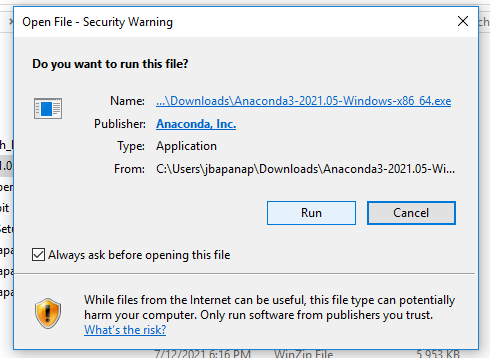 Open File - Security Warning
Do you want to run this file?
Name: ...\Downloads\Anaconda3-2021.05-Windows-x86_64.exe
Publisher: Anaconda, Inc.
Type: Application
From: C:\Users\jbapanap\Downloads\Anaconda3-2021.05-Wi...
Run Cancel
Always ask before opening this file
While files from the Internet can be useful, this file type can potentially
harm your computer. Only run software from publishers you trust.
What's the risk?
7/12/2021 6:16 PM WinZip File 5,953 KB